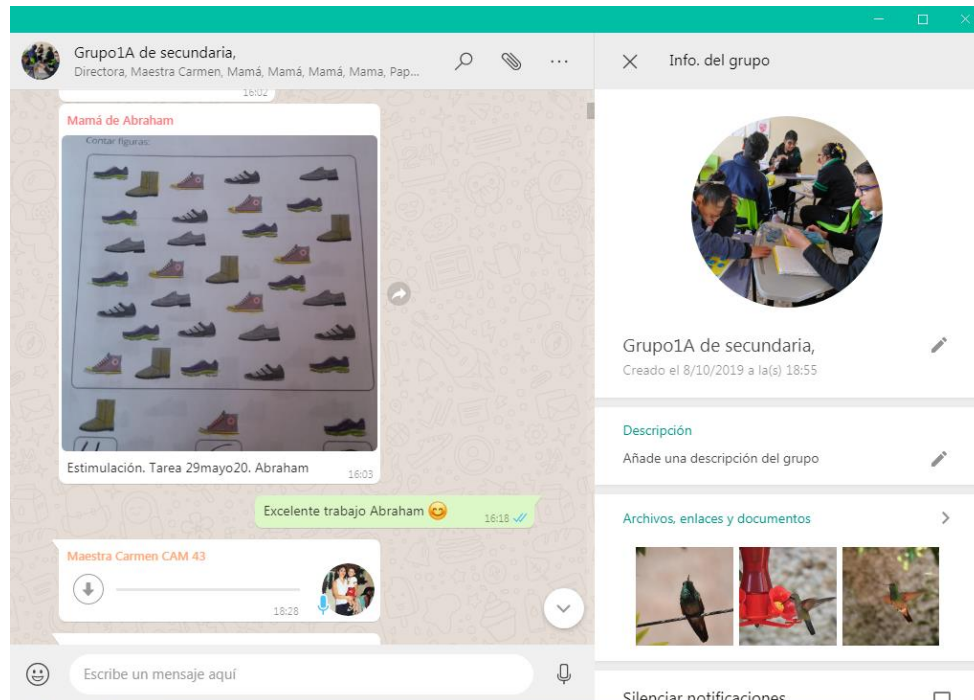 Grupo1A de secundaria,
Directora, Maestra Carmen, Mamá, Mamá, Mamá, Mama, Pap...
16:02
Mamá de Abraham
Contar figuras:
Estimulación. Tarea 29mayo20. Abraham
16:03
Excelente trabajo Abraham
16:18
Maestra Carmen CAM 43
18:28
Escribe un mensaje aquí
Info. del grupo
Grupo1A de secundaria,
Creado el 8/10/2019 a la(s) 18:55
Descripción
Añade una descripción del grupo
Archivos, enlaces y documentos
Silenciar notificaciones